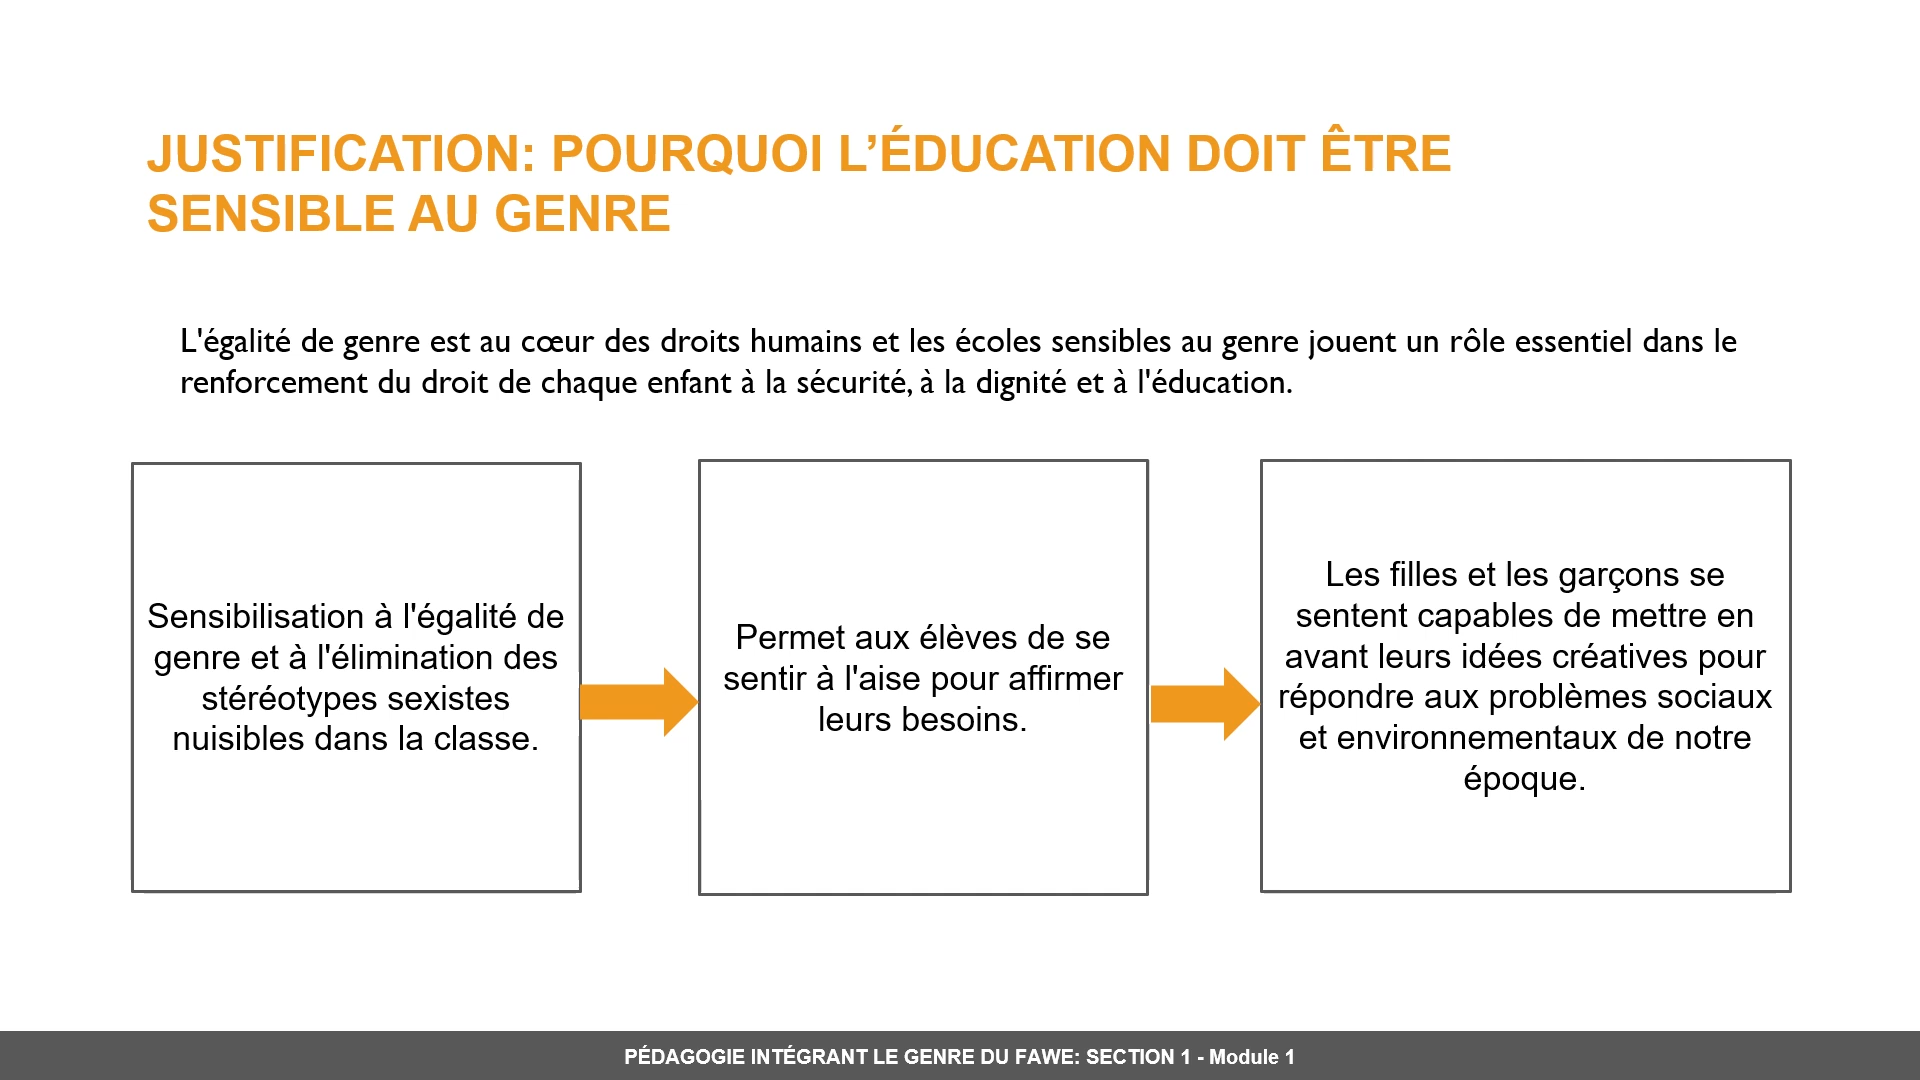 JUSTIFICATION: POURQUOI L’ÉDUCATION DOIT ÊTRE
SENSIBLE AU GENRE
L'égalité de genre est au cœur des droits humains et les écoles sensibles au genre jouent un rôle essentiel dans le
renforcement du droit de chaque enfant à la sécurité, à la dignité et à l'éducation.
Sensibilisation à l'égalité de
genre et à l'élimination des
stéréotypes sexistes
nuisibles dans la classe.
Permet aux élèves de se
sentir à l'aise pour affirmer
leurs besoins.
Les filles et les garçons se
sentent capables de mettre en
avant leurs idées créatives pour
répondre aux problèmes sociaux
et environnementaux de notre
époque.
PÉDAGOGIE INTÉGRANT LE GENRE DU FAWE: SECTION 1 - Module 1